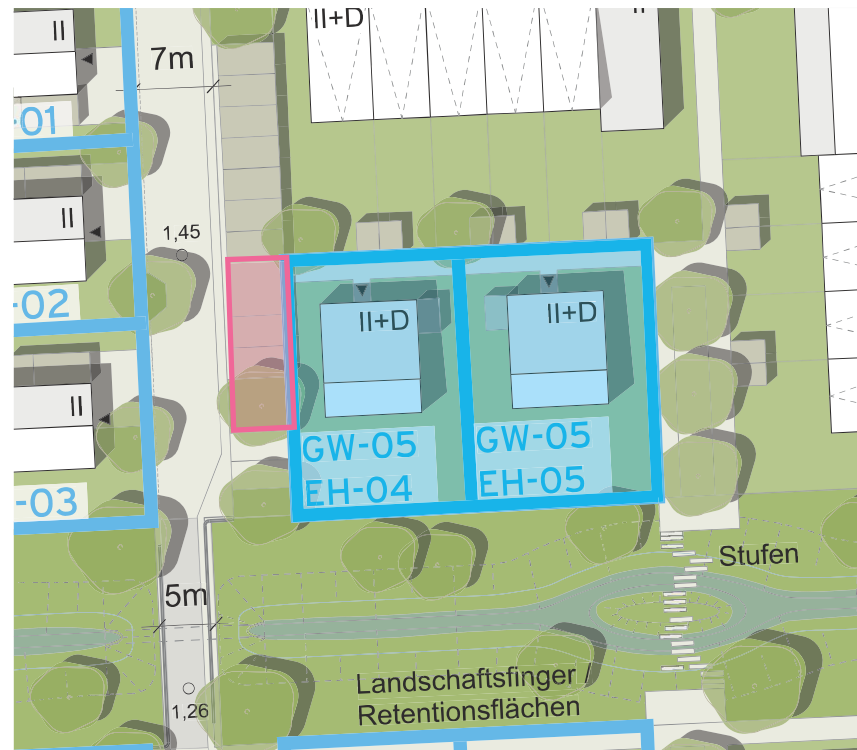 II
II+D
7m
-01
II
1,45
-02
II+D
II+D
II
GW-05
EH-04
GW-05
EH-05
-03
Stufen
5m
Landschaftsfinger /
Retentionsflächen
1,26